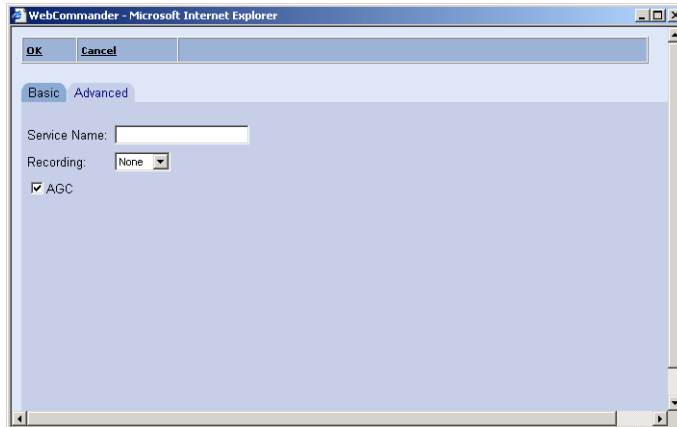 WebCommander - Microsoft Internet Explorer
OK Cancel
Basic Advanced
Service Name:
Recording: None
AGC